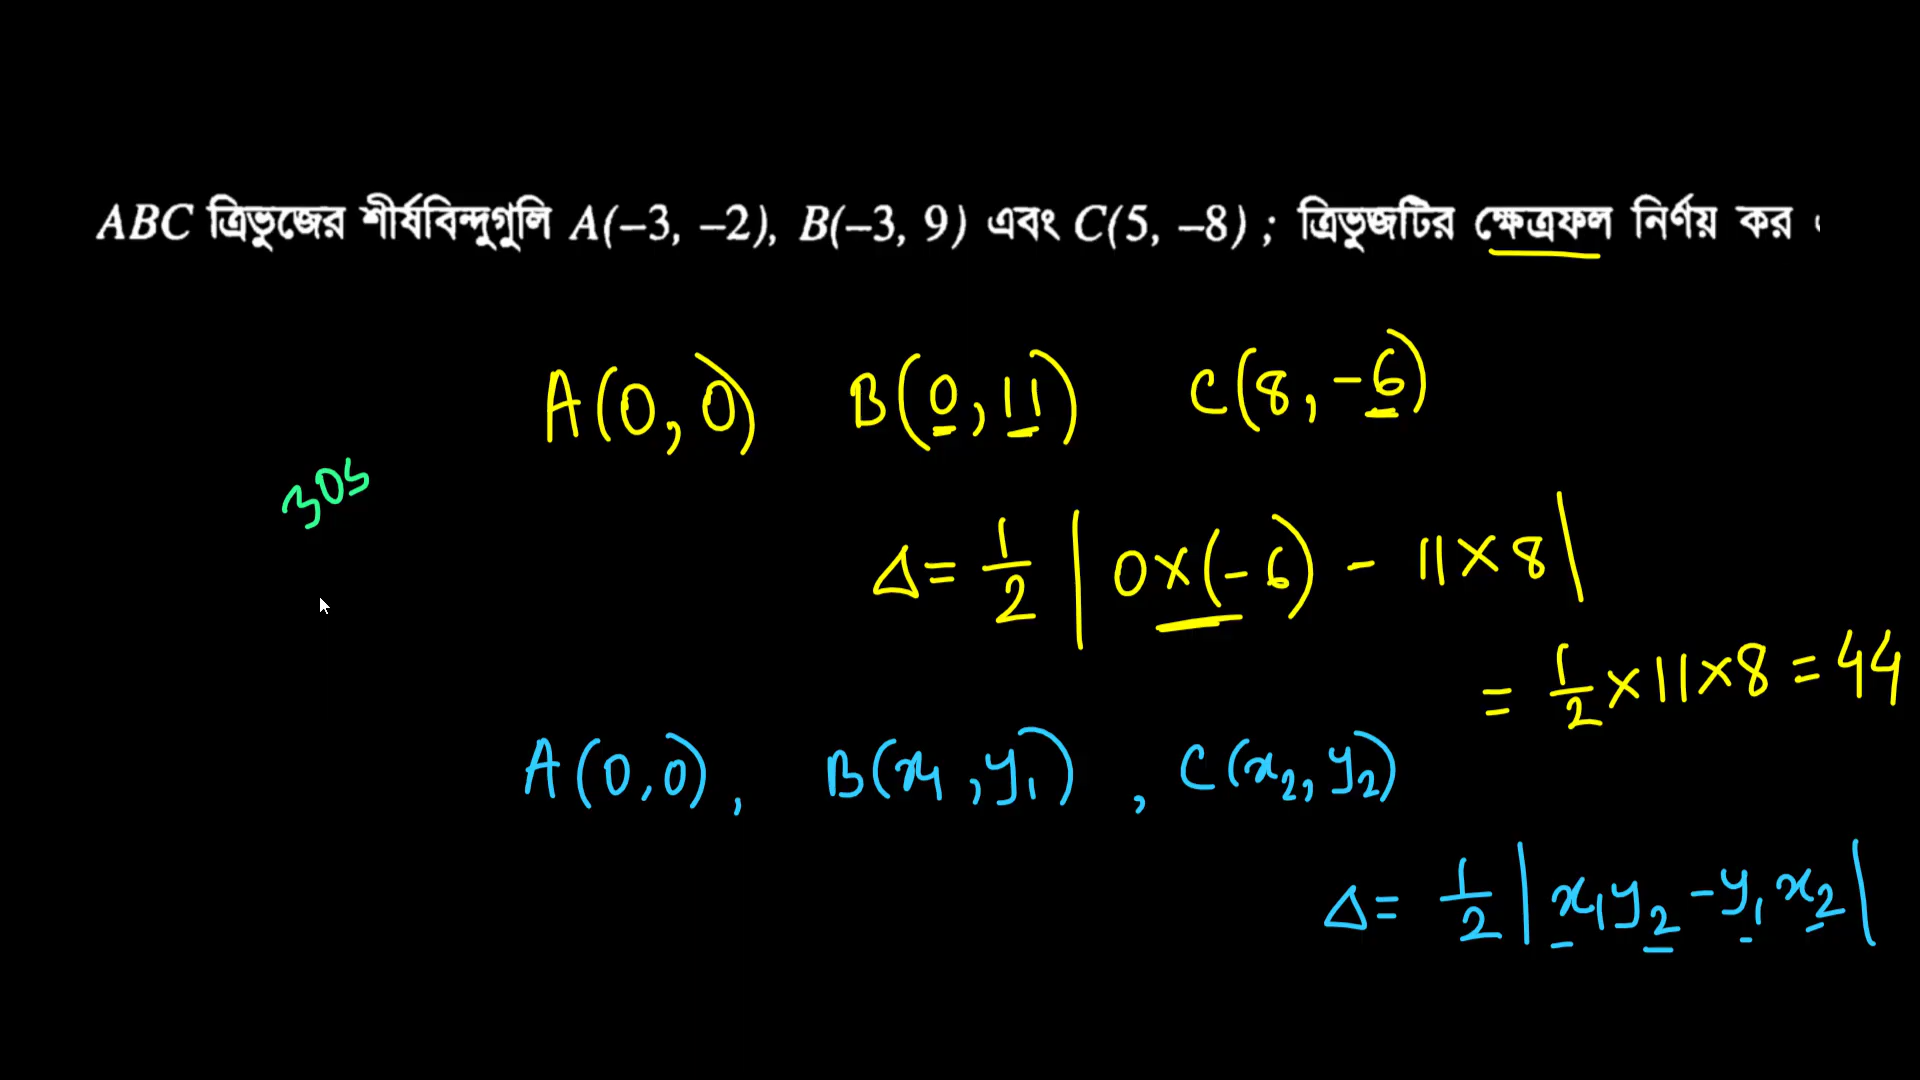 ABC ত্রিভুজের শীর্ষবিন্দুগুলি A(–3, –2), B(–3, 9) এবং C(5, –8) ; ত্রিভুজটির ক্ষেত্রফল নির্ণয় কর
A(0,0) B(0,11) C(8,-6)
30s
Δ= 1/2 | 0×(-6) - 11×8 |
= 1/2 ×11×8 = 44
A(0,0), B(x₁,y₁), C(x₂,y₂)
Δ= 1/2 | x₁y₂ -y₁x₂ |